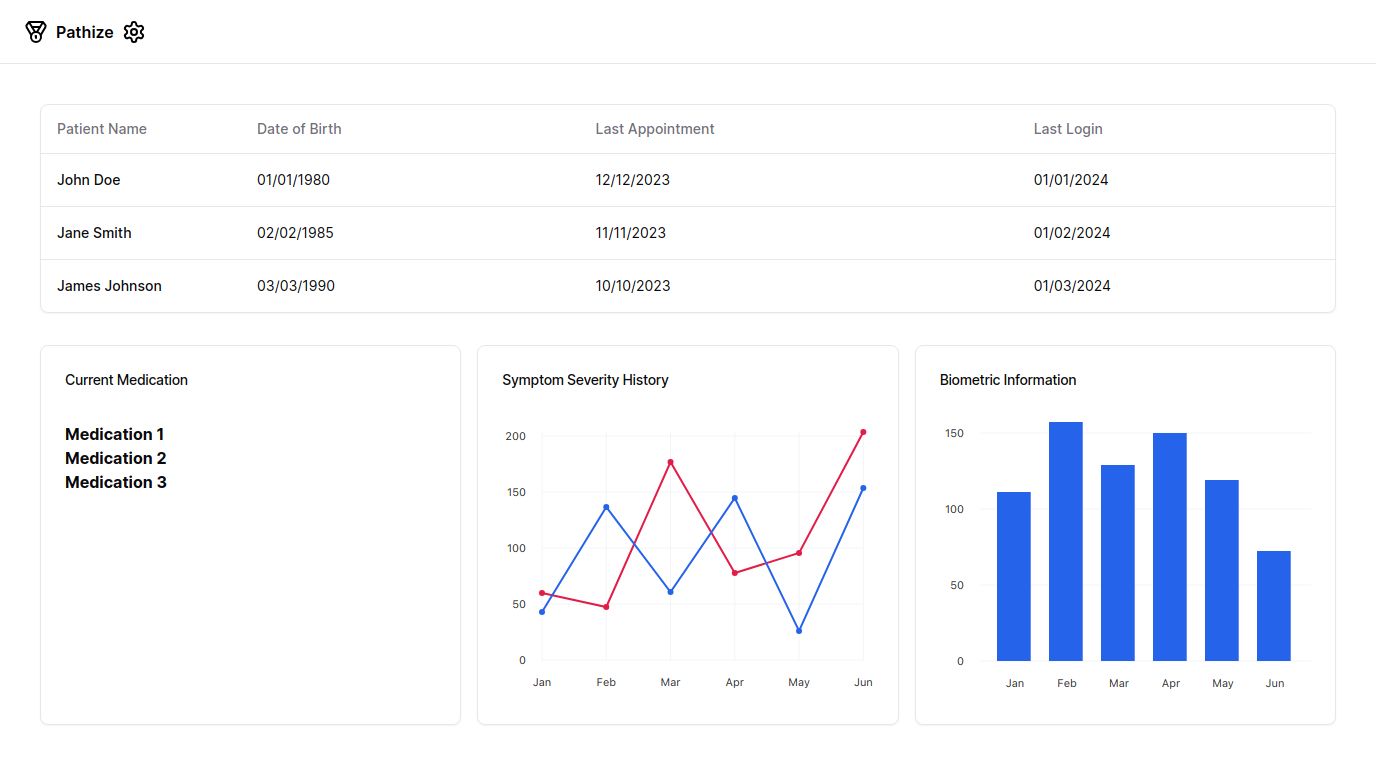 Pathize
Patient Name Date of Birth Last Appointment Last Login
John Doe 01/01/1980 12/12/2023 01/01/2024
Jane Smith 02/02/1985 11/11/2023 01/02/2024
James Johnson 03/03/1990 10/10/2023 01/03/2024
Current Medication
Medication 1
Medication 2
Medication 3
Symptom Severity History
200
150
100
50
0
Jan Feb Mar Apr May Jun
Biometric Information
150
100
50
0
Jan Feb Mar Apr May Jun